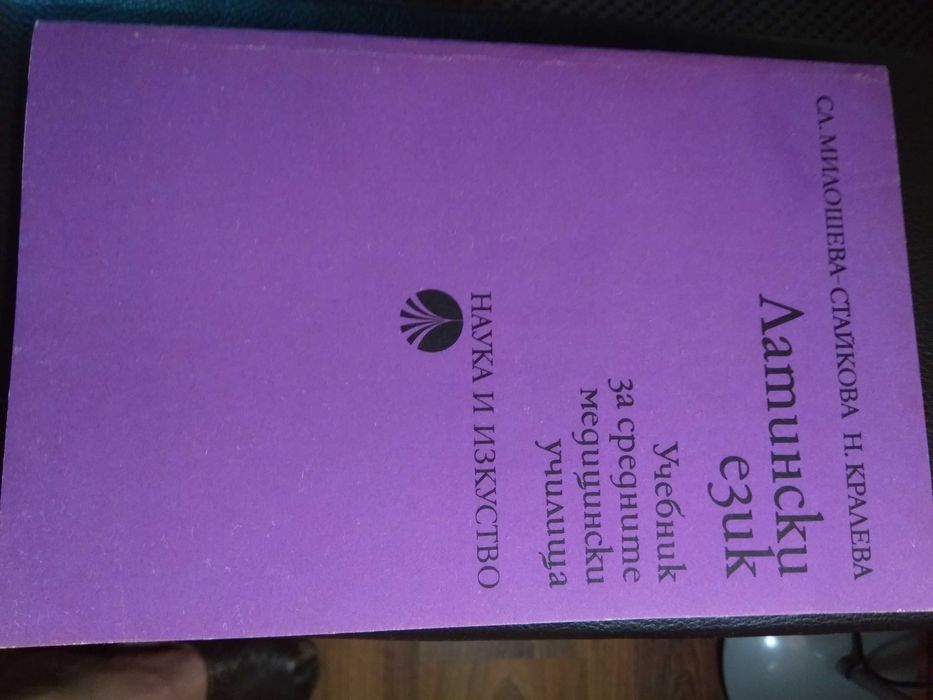 СЛ. МИЛОШЕВА-СТАЙКОВА Н. КРАЛЕВА
Латински
език
Учебник
за средните
медицински
училища
НАУКА И ИЗКУСТВО